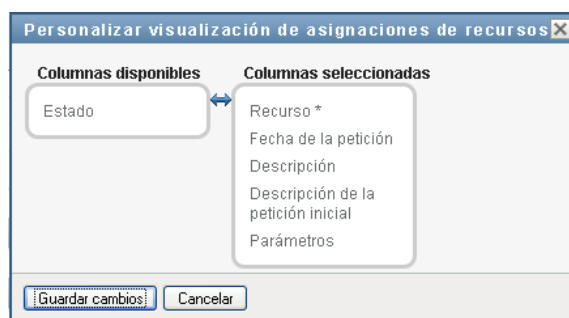 Personalizar visualización de asignaciones de recursos
Columnas disponibles
Estado
Columnas seleccionadas
Recurso *
Fecha de la petición
Descripción
Descripción de la
petición inicial
Parámetros
Guardar cambios
Cancelar